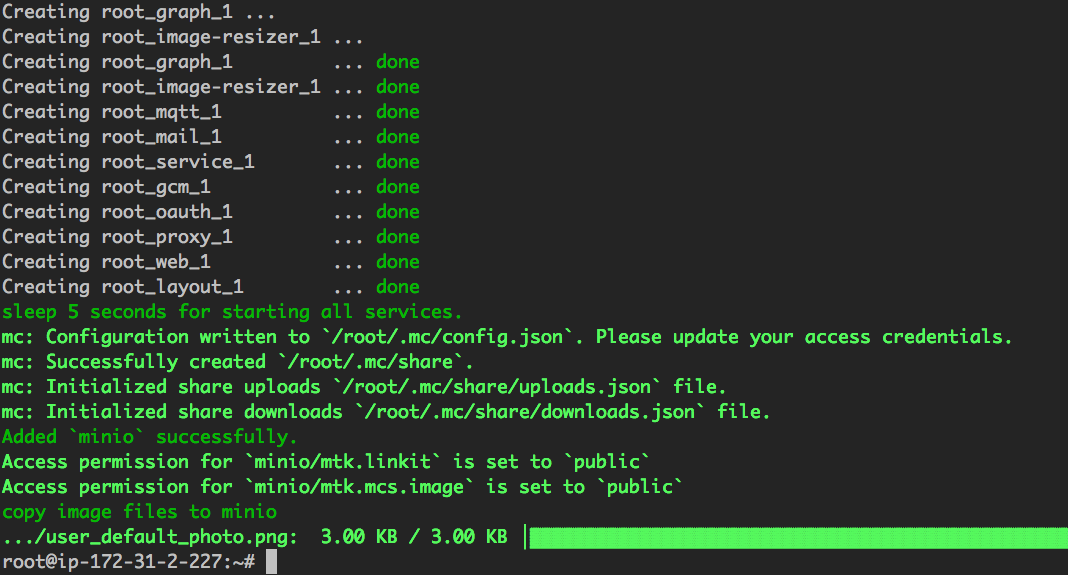 Creating root_graph_1 ...
Creating root_image-resizer_1 ...
Creating root_graph_1         ... done
Creating root_image-resizer_1 ... done
Creating root_mqtt_1          ... done
Creating root_mail_1          ... done
Creating root_service_1       ... done
Creating root_gcm_1           ... done
Creating root_oauth_1         ... done
Creating root_proxy_1         ... done
Creating root_web_1           ... done
Creating root_layout_1        ... done
sleep 5 seconds for starting all services.
mc: Configuration written to `/root/.mc/config.json`. Please update your access credentials.
mc: Successfully created `/root/.mc/share`.
mc: Initialized share uploads `/root/.mc/share/uploads.json` file.
mc: Initialized share downloads `/root/.mc/share/downloads.json` file.
Added `minio` successfully.
Access permission for `minio/mtk.linkit` is set to `public`
Access permission for `minio/mtk.mcs.image` is set to `public`
copy image files to minio
.../user_default_photo.png:  3.00 KB / 3.00 KB
root@ip-172-31-2-227:~#